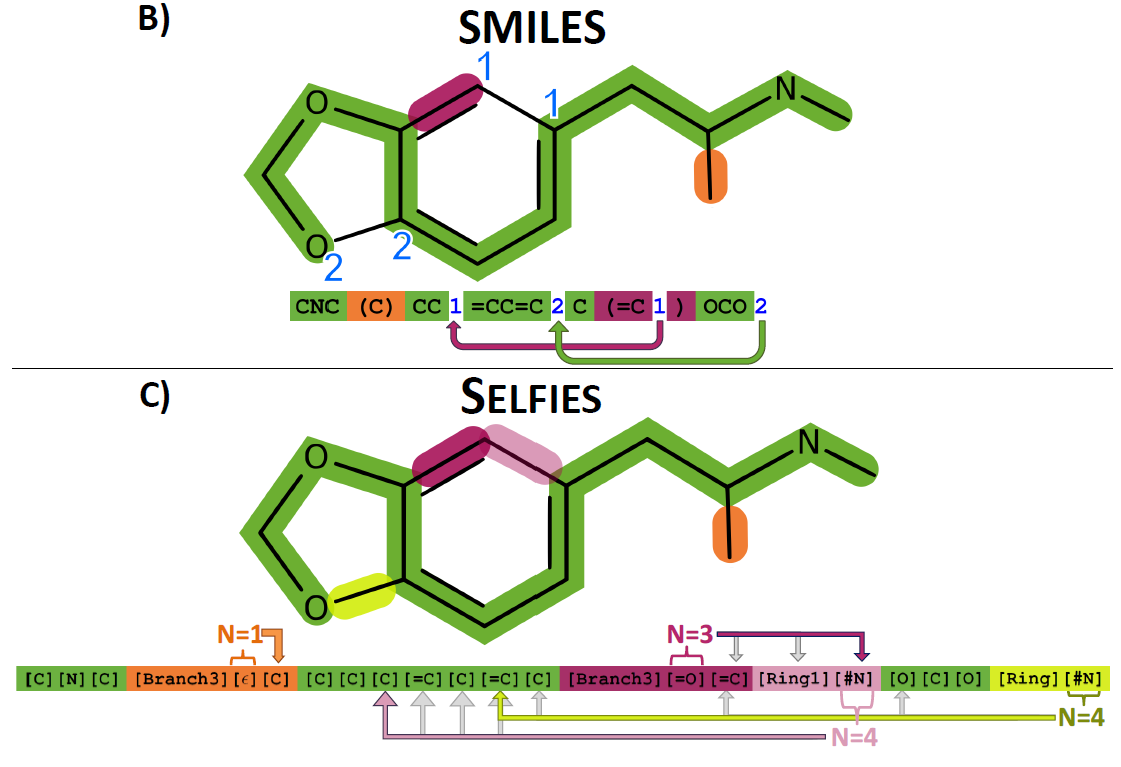 B)
SMILES
1
1
O
N
O
2
2
CNC (C) CC 1 =CC=C 2 C (=C 1 ) OCO 2
C)
SELFIES
O
N
O
N=1
N=3
[C][N][C] [Branch3][ϵ][C] [C][C][C][=C][C][=C][C] [Branch3][=O][=C] [Ring1][#N] [O][C][O] [Ring][#N]
N=4
N=4